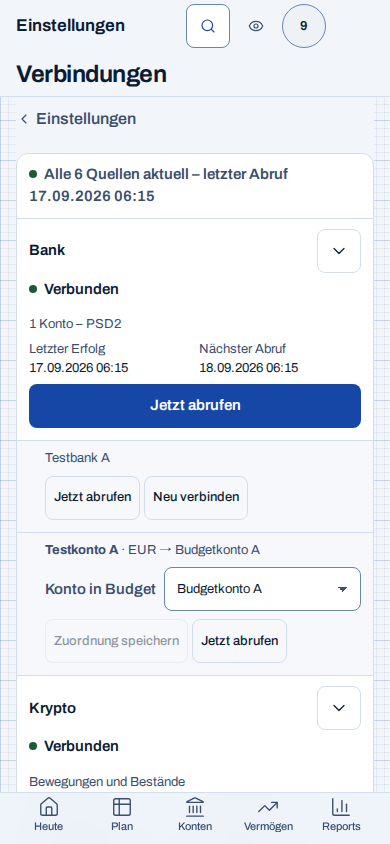 Einstellungen
9
Verbindungen
Einstellungen
Alle 6 Quellen aktuell – letzter Abruf
17.09.2026 06:15
Bank
Verbunden
1 Konto – PSD2
Letzter Erfolg Nächster Abruf
17.09.2026 06:15 18.09.2026 06:15
Jetzt abrufen
Testbank A
Jetzt abrufen Neu verbinden
Testkonto A · EUR → Budgetkonto A
Konto in Budget Budgetkonto A
Zuordnung speichern Jetzt abrufen
Krypto
Verbunden
Bewegungen und Bestände
Heute Plan Konten Vermögen Reports